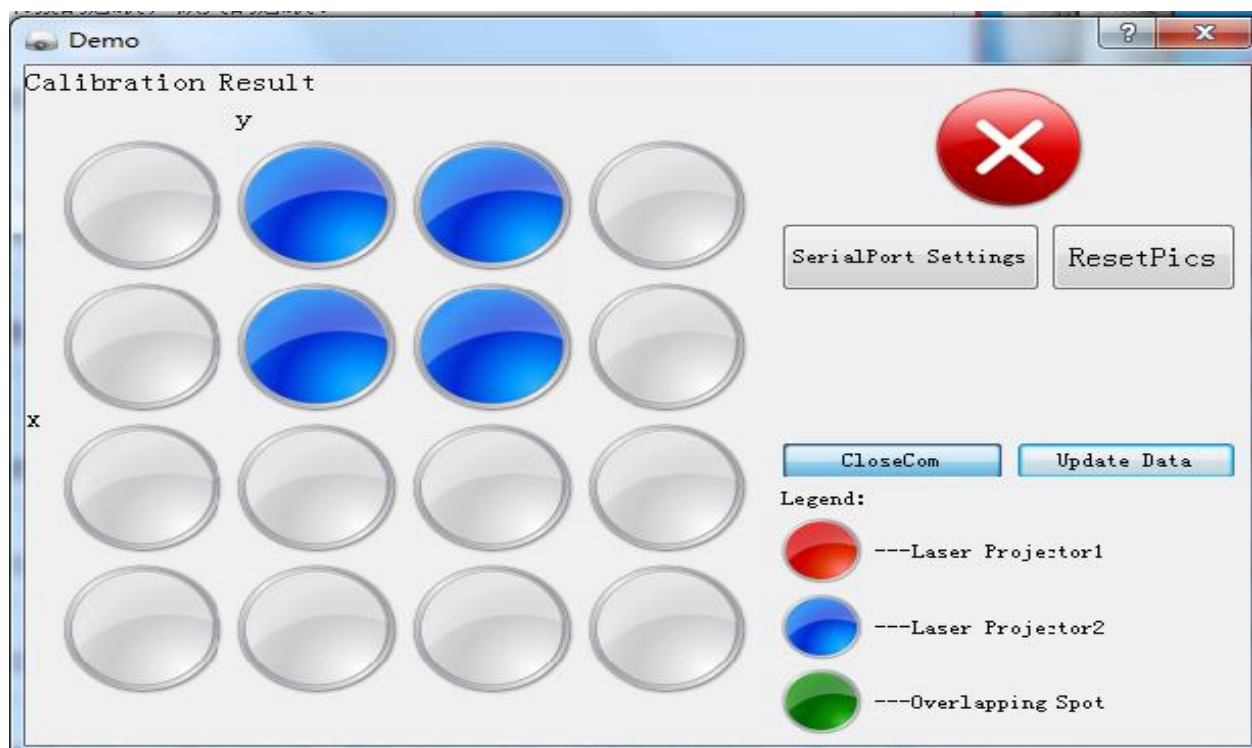 Demo
?
Calibration Result
y
SerialPort Settings
ResetPics
x
CloseCom
Update Data
Legend:
---Laser Projector1
---Laser Projector2
---Overlapping Spot